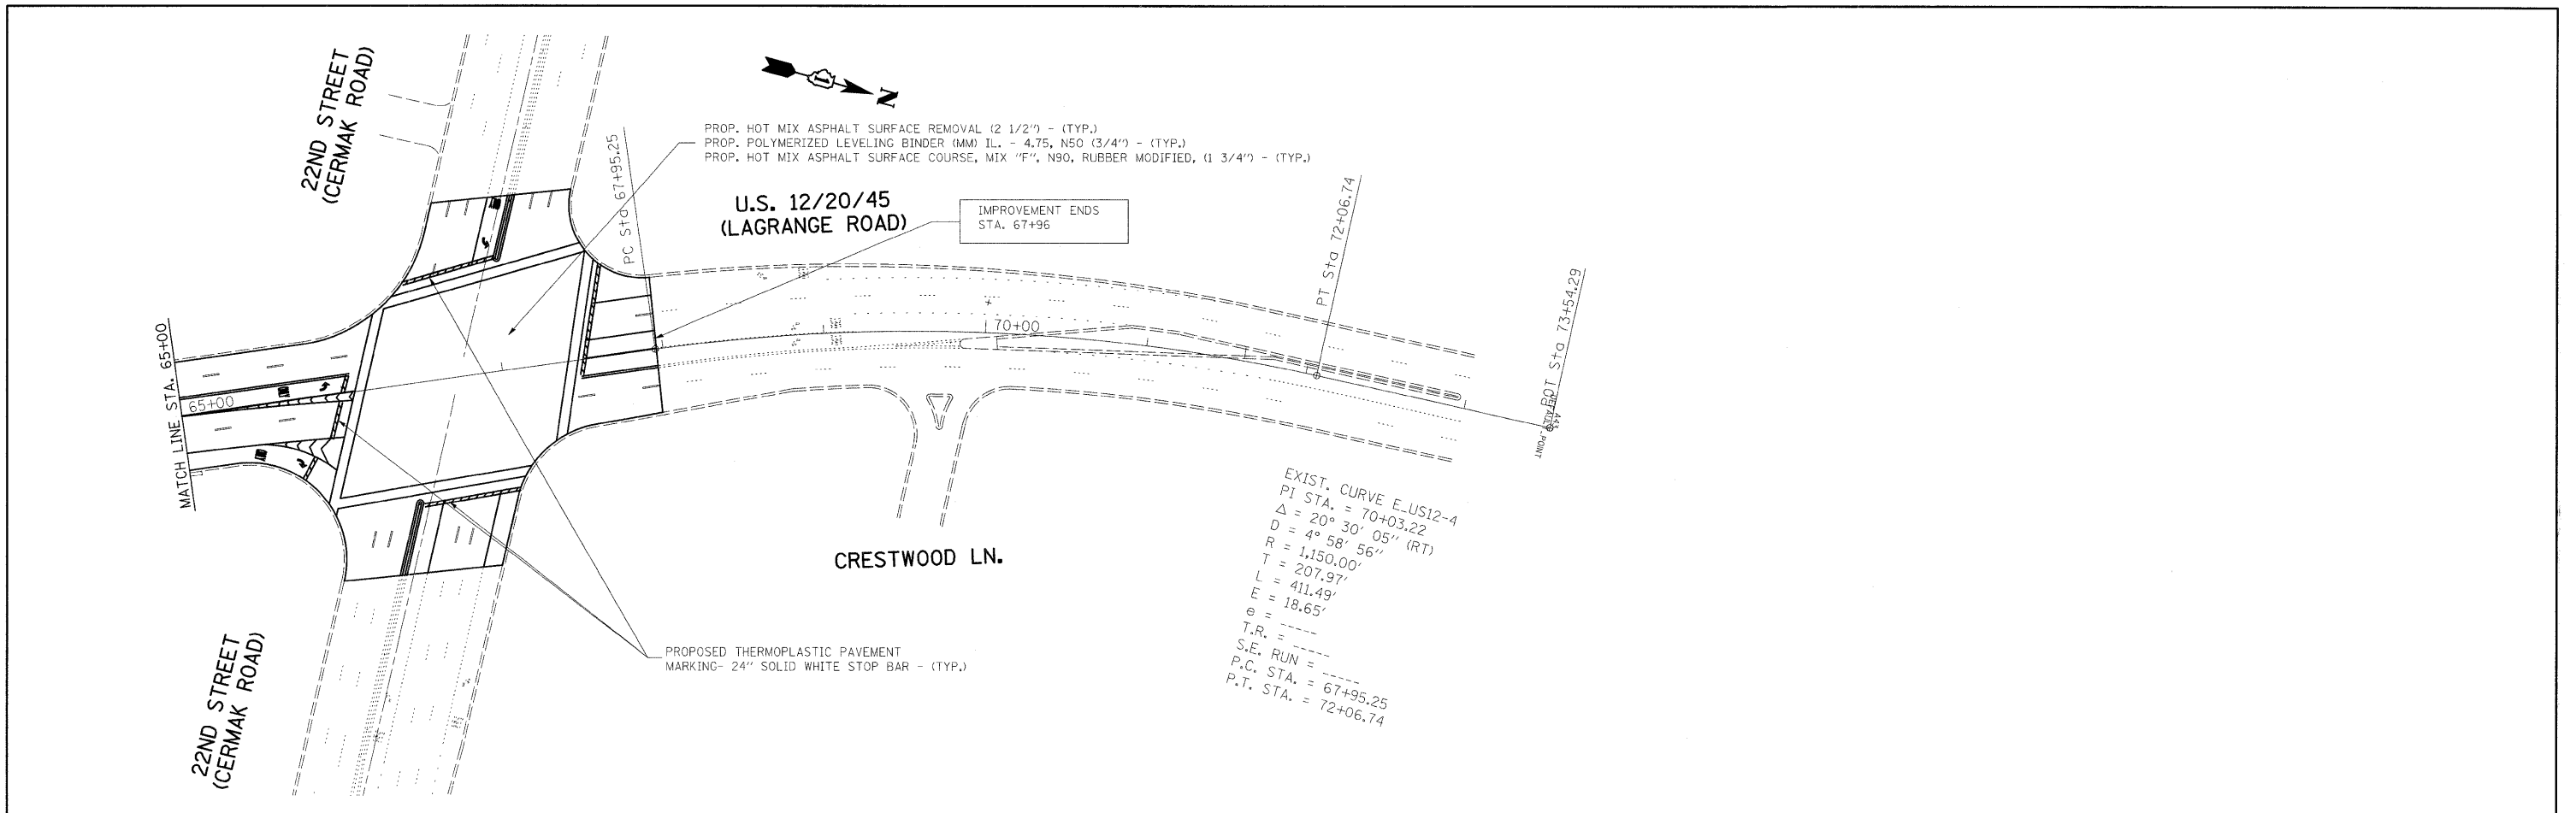 22ND STREET
(CERMAK ROAD)
N
PROP. HOT MIX ASPHALT SURFACE REMOVAL (2 1/2") - (TYP.)
PROP. POLYMERIZED LEVELING BINDER (MM) IL. - 4.75, N50 (3/4") - (TYP.)
PROP. HOT MIX ASPHALT SURFACE COURSE, MIX "F", N90, RUBBER MODIFIED, (1 3/4") - (TYP.)
PC Sta 67+95.25
U.S. 12/20/45
(LAGRANGE ROAD)
IMPROVEMENT ENDS
STA. 67+96
PT Sta 72+06.74
POT Sta 73+54.29
70+00
MATCH LINE STA. 65+00
65+00
POINT
CRESTWOOD LN.
EXIST. CURVE E_US12-4
PI STA. = 70+03.22
Δ = 20° 30' 05" (RT)
D = 4° 58' 56"
R = 1,150.00'
T = 207.97'
L = 411.49'
E = 18.65'
e = -----
T.R. = -----
S.E. RUN = -----
P.C. STA. = 67+95.25
P.T. STA. = 72+06.74
PROPOSED THERMOPLASTIC PAVEMENT
MARKING- 24" SOLID WHITE STOP BAR - (TYP.)
22ND STREET
(CERMAK ROAD)